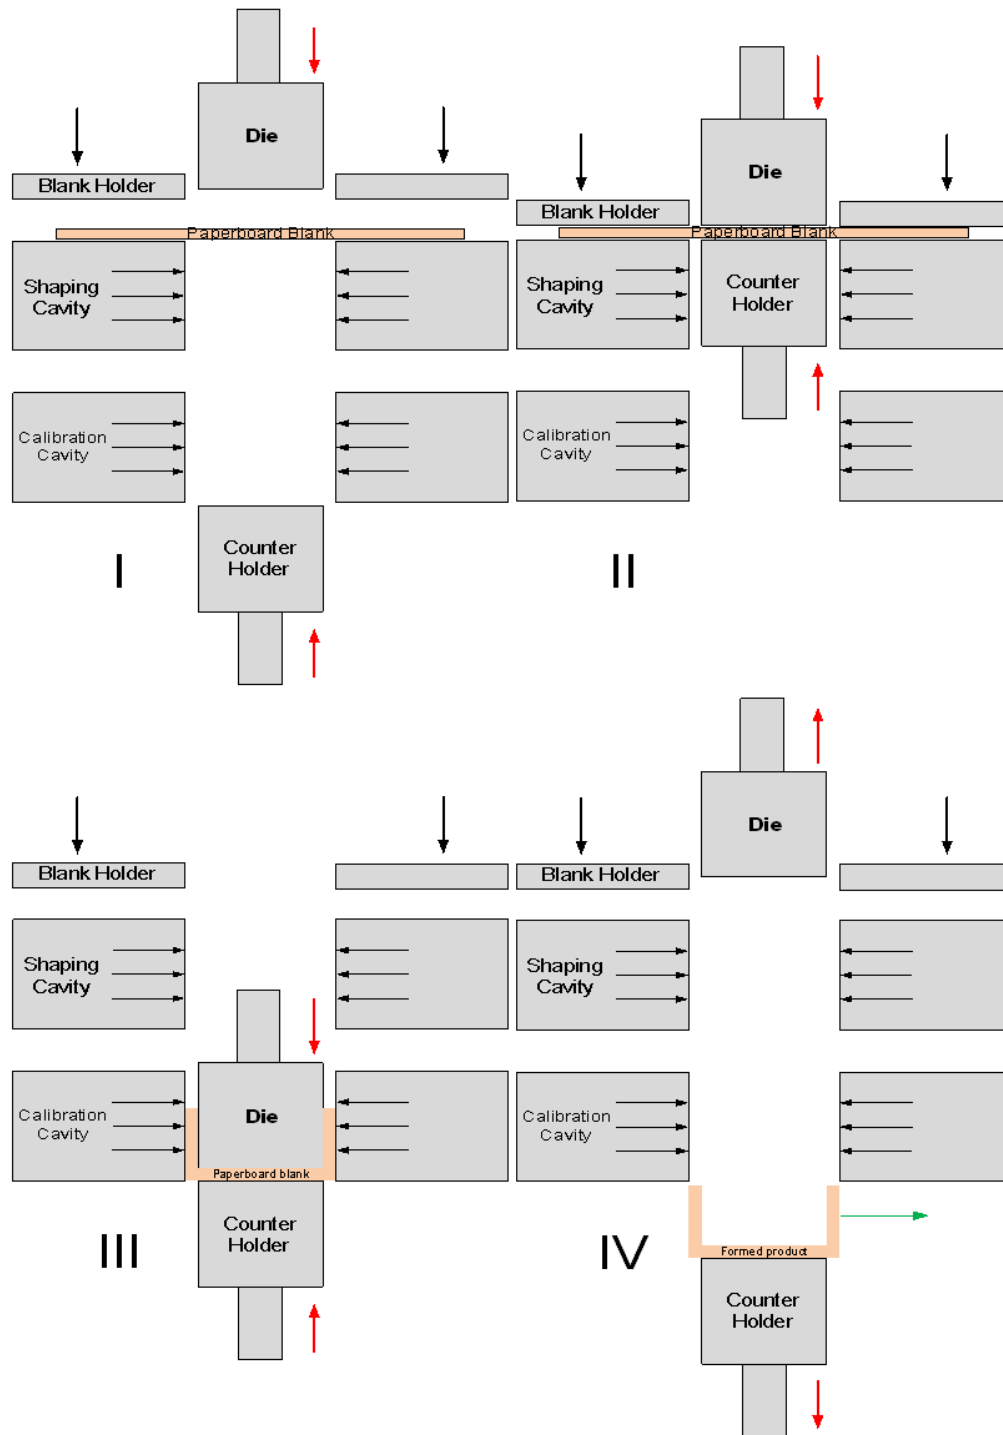 Die
Blank Holder
Paperboard Blank
Shaping
Cavity
Calibration
Cavity
Counter
Holder
I
Die
Blank Holder
Paperboard Blank
Shaping
Cavity
Counter
Holder
Calibration
Cavity
II
Blank Holder
Shaping
Cavity
Calibration
Cavity
Die
Paperboard blank
Counter
Holder
III
Die
Blank Holder
Shaping
Cavity
Calibration
Cavity
Formed product
Counter
Holder
IV